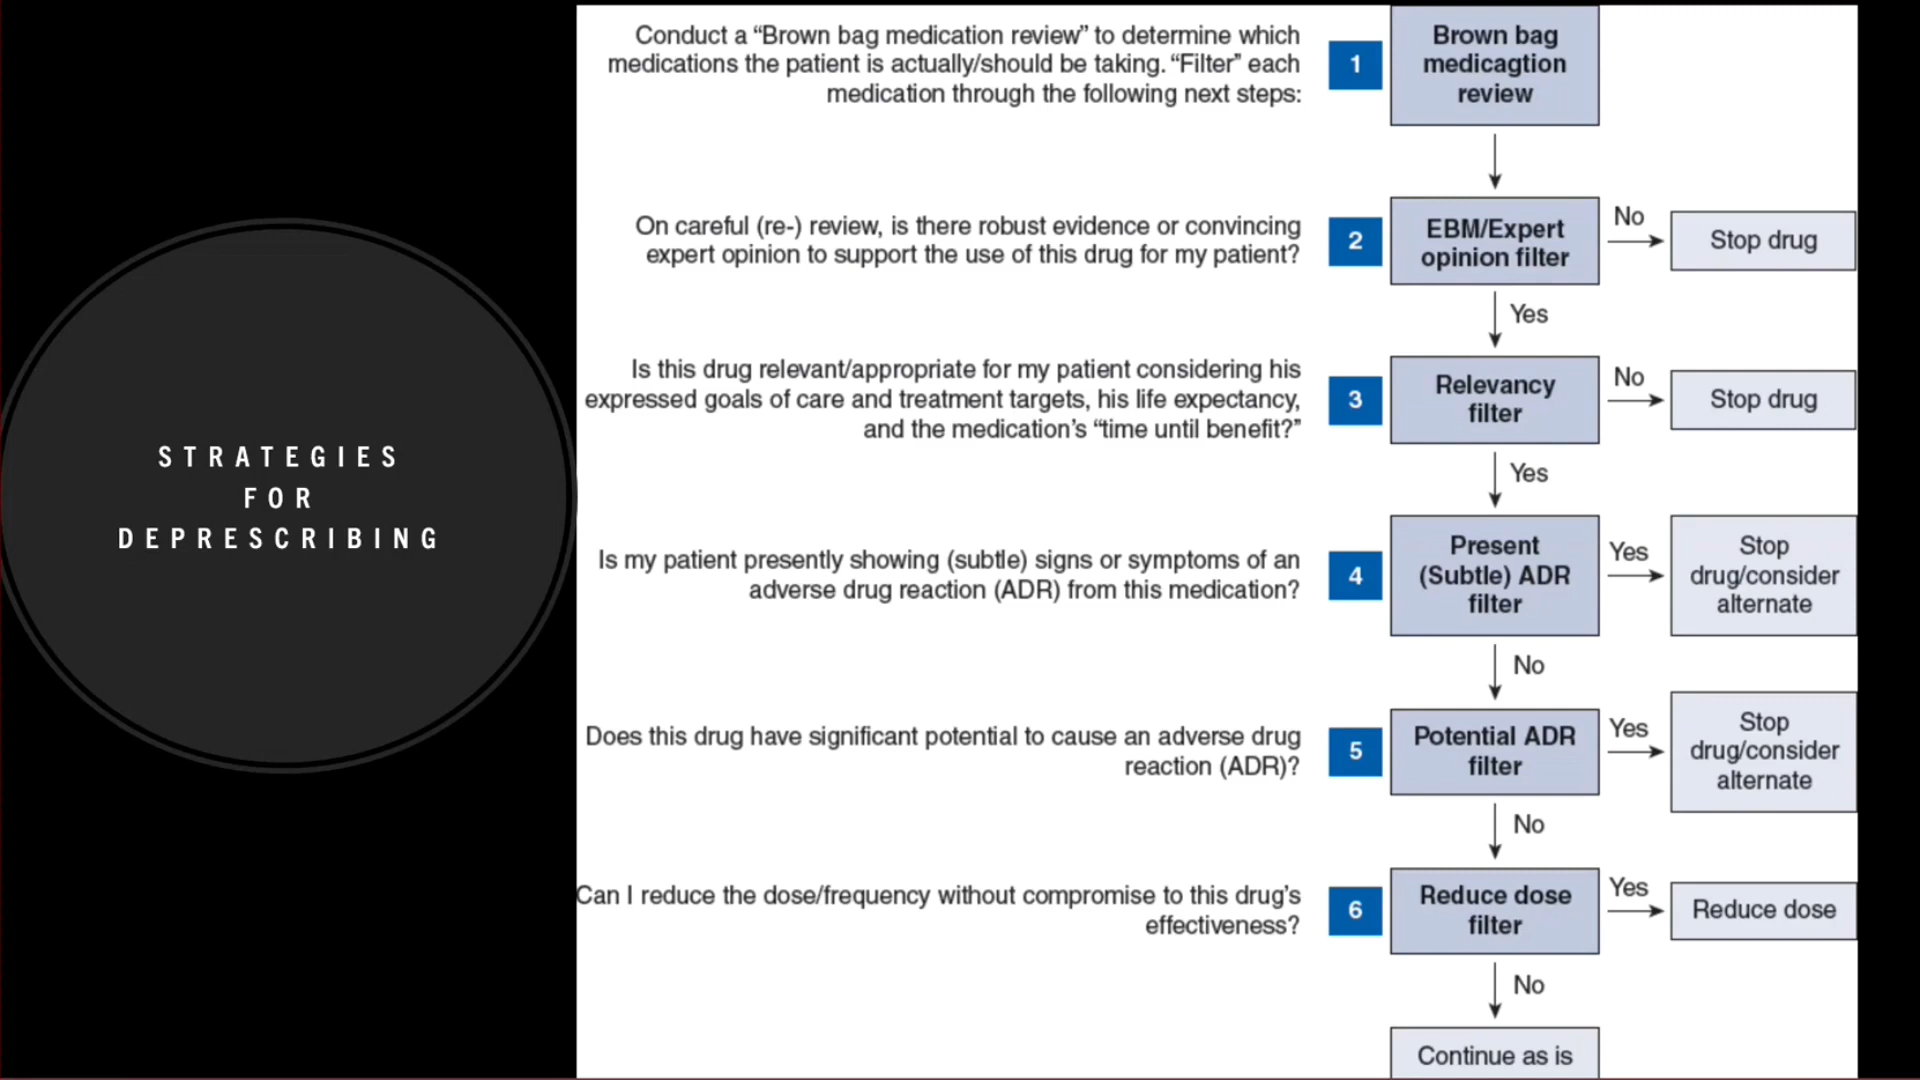 STRATEGIES
FOR
DEPRESCRIBING
Conduct a “Brown bag medication review” to determine which
medications the patient is actually/should be taking. “Filter” each
medication through the following next steps:
1
Brown bag
medicagtion
review
On careful (re-) review, is there robust evidence or convincing
expert opinion to support the use of this drug for my patient?
2
EBM/Expert
opinion filter
No
Stop drug
Yes
Is this drug relevant/appropriate for my patient considering his
expressed goals of care and treatment targets, his life expectancy,
and the medication’s “time until benefit?”
3
Relevancy
filter
No
Stop drug
Yes
Is my patient presently showing (subtle) signs or symptoms of an
adverse drug reaction (ADR) from this medication?
4
Present
(Subtle) ADR
filter
Yes
Stop
drug/consider
alternate
No
Does this drug have significant potential to cause an adverse drug
reaction (ADR)?
5
Potential ADR
filter
Yes
Stop
drug/consider
alternate
No
Can I reduce the dose/frequency without compromise to this drug’s
effectiveness?
6
Reduce dose
filter
Yes
Reduce dose
No
Continue as is